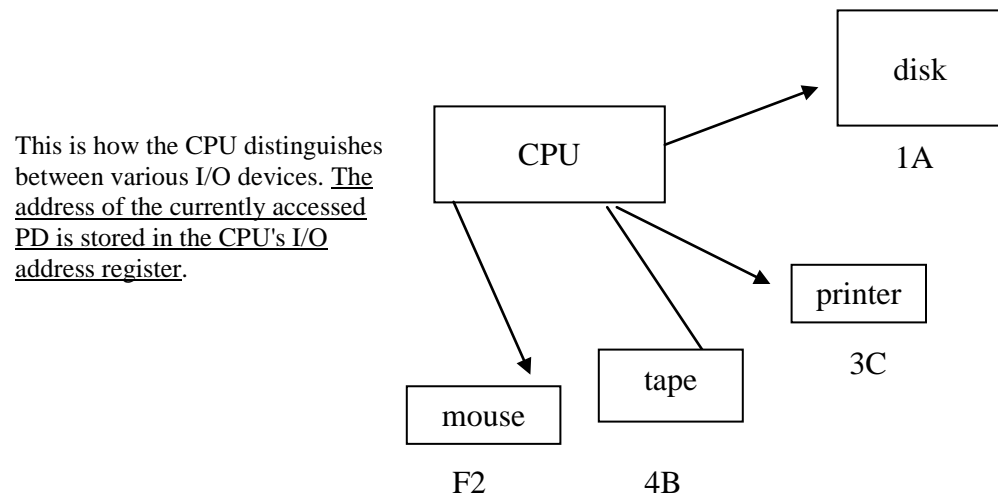 This is how the CPU distinguishes
between various I/O devices. The
address of the currently accessed
PD is stored in the CPU's I/O
address register.
CPU
disk
1A
printer
3C
tape
4B
mouse
F2